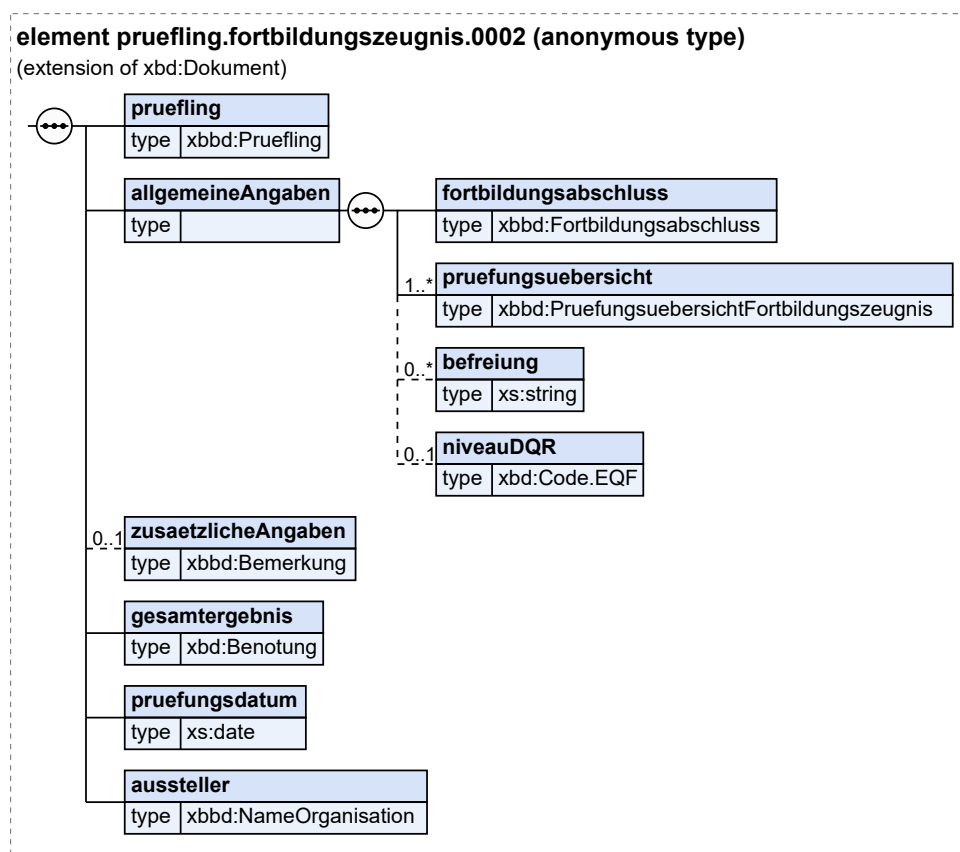 element pruefling.fortbildungszeugnis.0002 (anonymous type)
(extension of xbd:Dokument)
pruefling
type xbbd:Pruefling
allgemeineAngaben
type
fortbildungsabschluss
type xbbd:Fortbildungsabschluss
1..* pruefungsuebersicht
type xbbd:PruefungsuebersichtFortbildungszeugnis
0..* befreiung
type xs:string
0..1 niveauDQR
type xbd:Code.EQF
0..1 zusaetzlicheAngaben
type xbbd:Bemerkung
gesamtergebnis
type xbd:Benotung
pruefungsdatum
type xs:date
aussteller
type xbbd:NameOrganisation